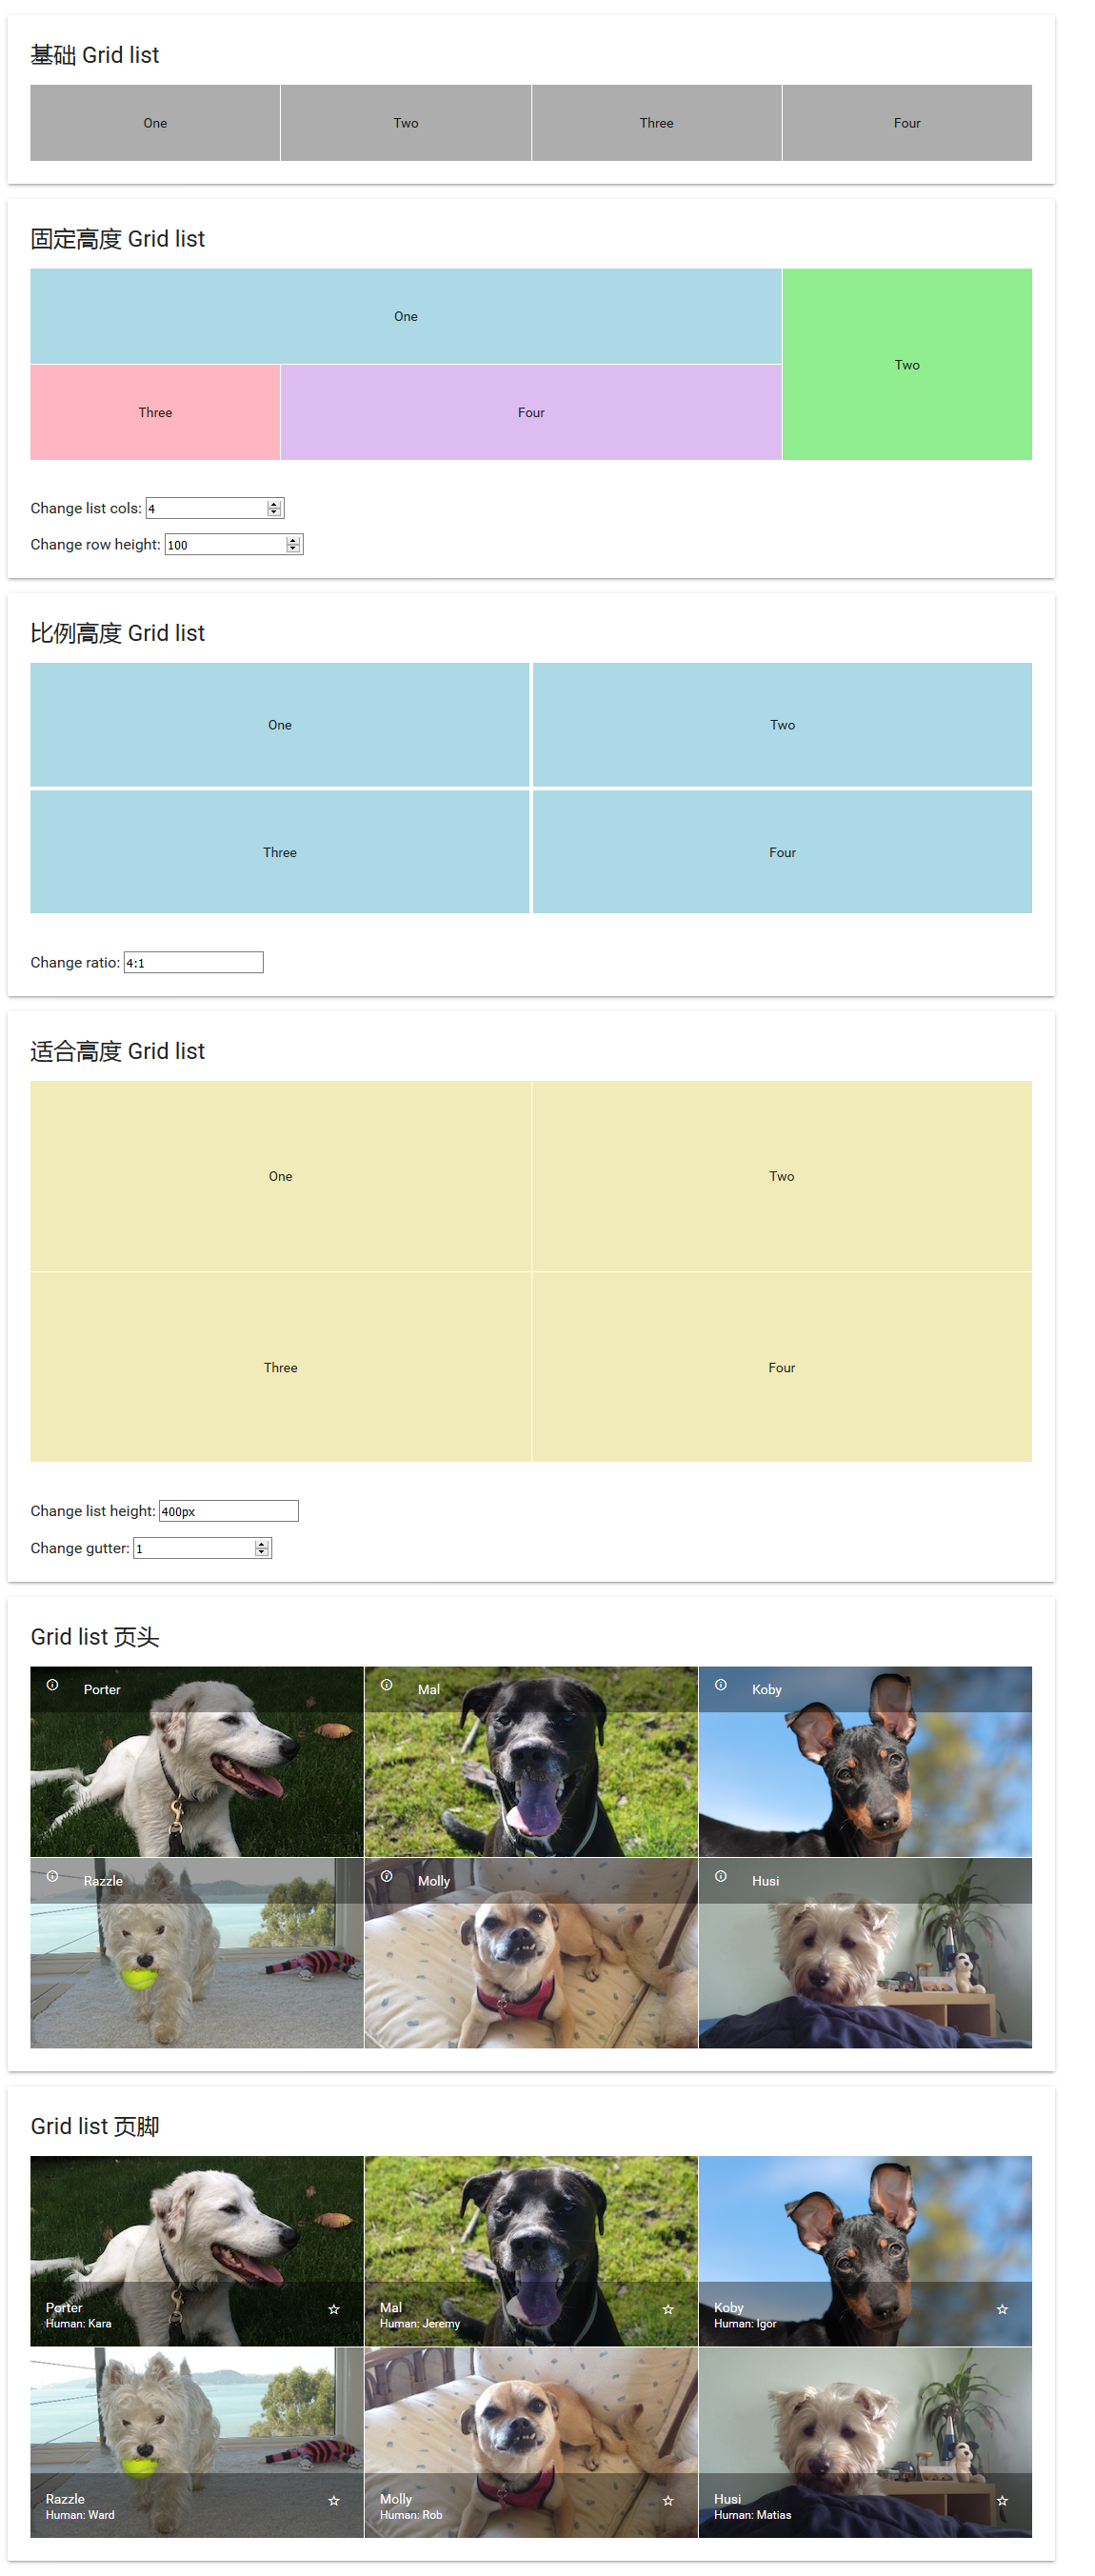 基础 Grid list
One Two Three Four
固定高度 Grid list
One
Two
Three Four
Change list cols: 4
Change row height: 100
比例高度 Grid list
One Two
Three Four
Change ratio: 4:1
适合高度 Grid list
One Two
Three Four
Change list height: 400px
Change gutter: 1
Grid list 页头
Porter Mal Koby
Razzle Molly Husi
Grid list 页脚
Porter Mal Koby
Human: Kara Human: Jeremy Human: Igor
Razzle Molly Husi
Human: Ward Human: Rob Human: Matias